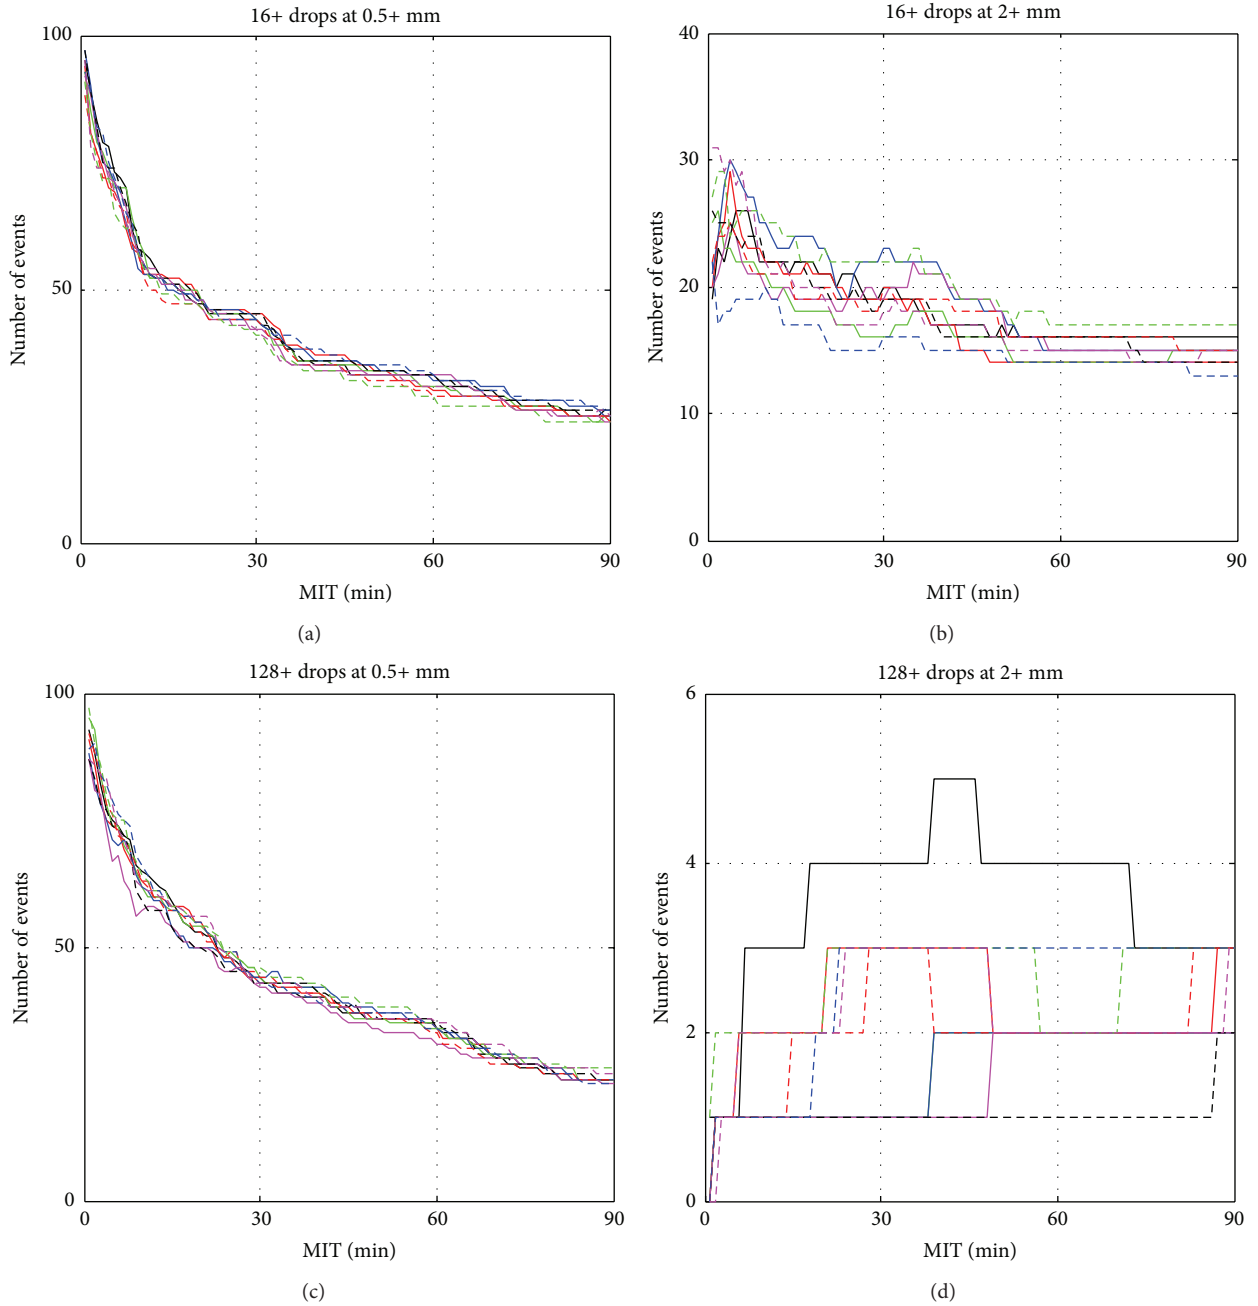 16+ drops at 0.5+ mm
100
50
0
0 30 60 90
Number of events
MIT (min)
(a)
16+ drops at 2+ mm
40
30
20
10
0
0 30 60 90
Number of events
MIT (min)
(b)
128+ drops at 0.5+ mm
100
50
0
0 30 60 90
Number of events
MIT (min)
(c)
128+ drops at 2+ mm
6
4
2
0
0 30 60 90
Number of events
MIT (min)
(d)